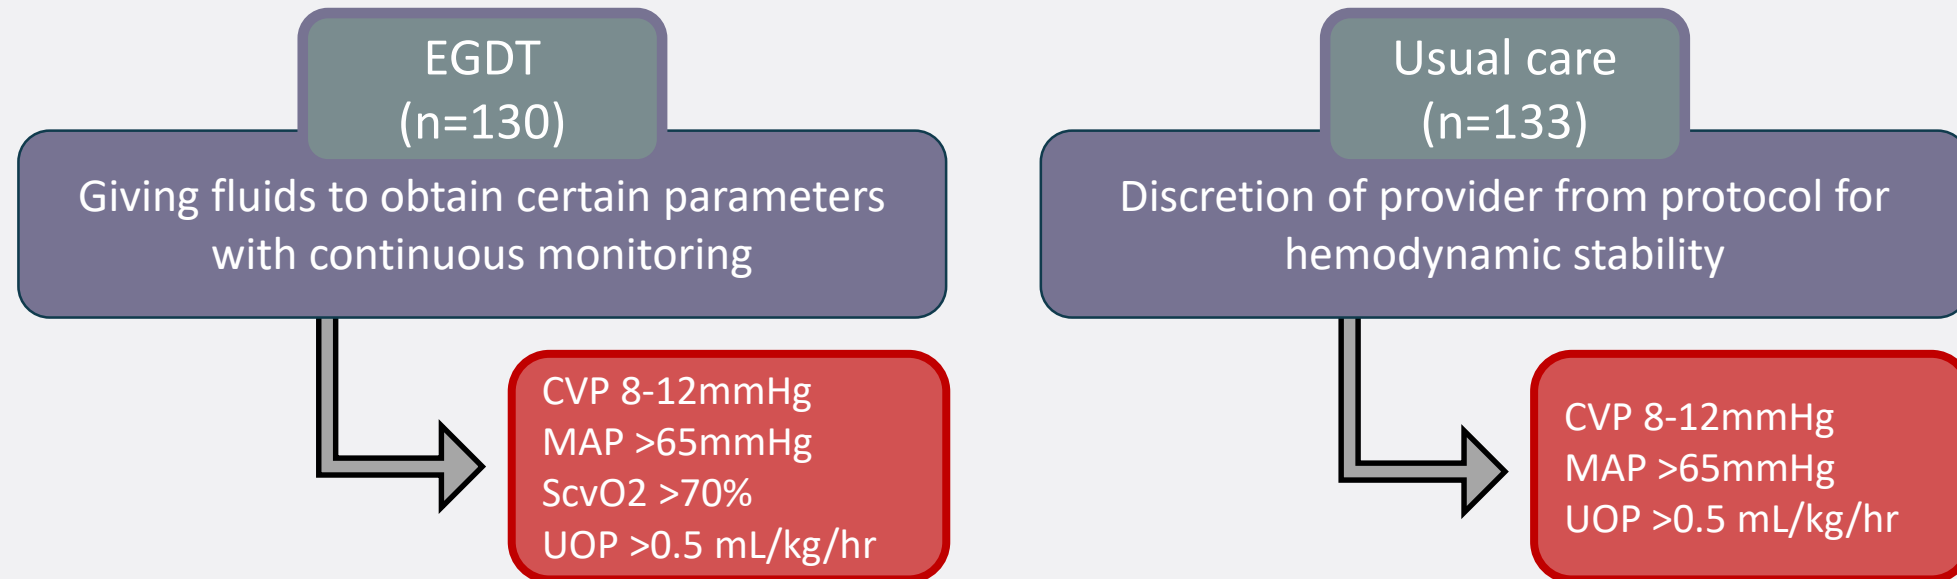 EGDT
(n=130)
Giving fluids to obtain certain parameters
with continuous monitoring
CVP 8-12mmHg
MAP >65mmHg
ScvO2 >70%
UOP >0.5 mL/kg/hr
Usual care
(n=133)
Discretion of provider from protocol for
hemodynamic stability
CVP 8-12mmHg
MAP >65mmHg
UOP >0.5 mL/kg/hr